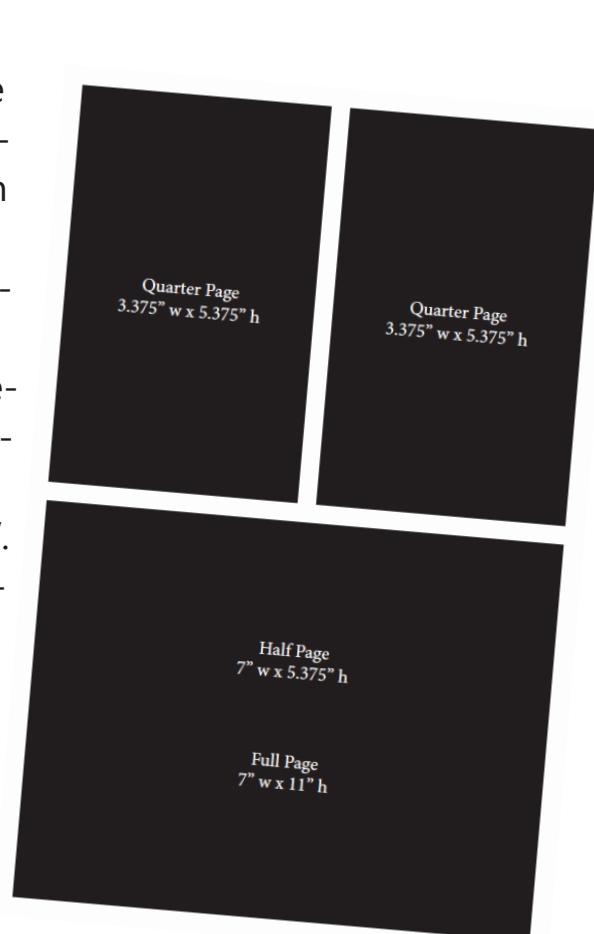 e
-
n
-
e-
-
.
-
Quarter Page
3.375” w x 5.375” h
Quarter Page
3.375” w x 5.375” h
Half Page
7” w x 5.375” h
Full Page
7” w x 11” h